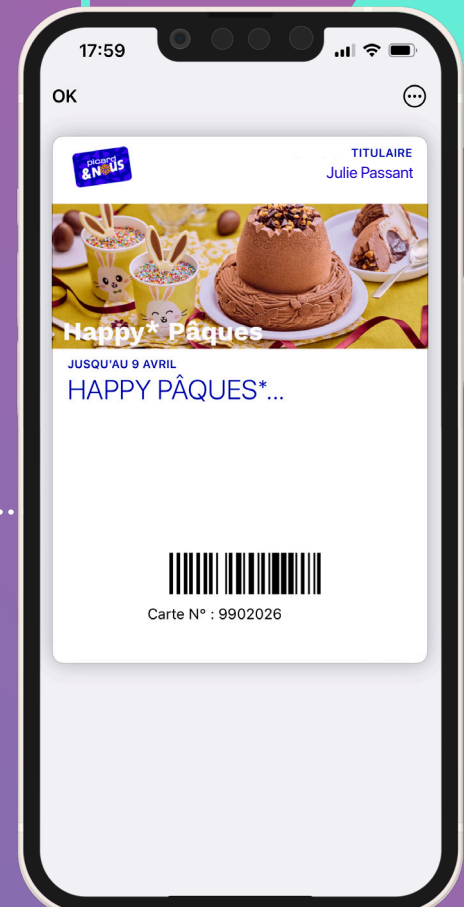 17:59
OK
picard
&NOUS
TITULAIRE
Julie Passant
Happy* Pâques
JUSQU'AU 9 AVRIL
HAPPY PÂQUES*...
Carte N° : 9902026